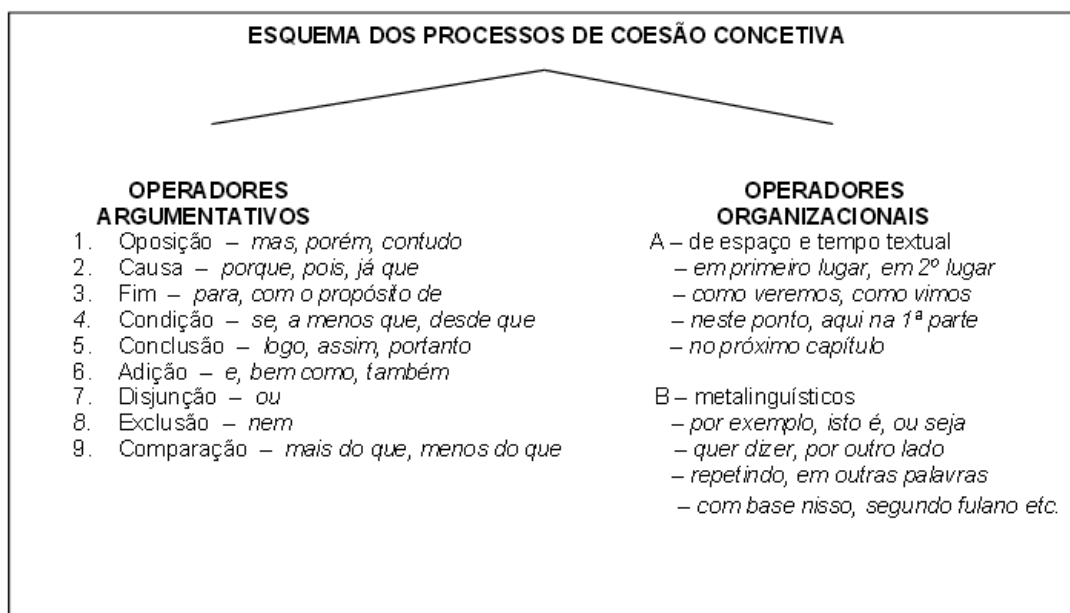 ESQUEMA DOS PROCESSOS DE COESÃO CONCETIVA
OPERADORES
ARGUMENTATIVOS
1. Oposição – mas, porém, contudo
2. Causa – porque, pois, já que
3. Fim – para, com o propósito de
4. Condição – se, a menos que, desde que
5. Conclusão – logo, assim, portanto
6. Adição – e, bem como, também
7. Disjunção – ou
8. Exclusão – nem
9. Comparação – mais do que, menos do que
OPERADORES
ORGANIZACIONAIS
A – de espaço e tempo textual
– em primeiro lugar, em 2º lugar
– como veremos, como vimos
– neste ponto, aqui na 1ª parte
– no próximo capítulo
B – metalinguísticos
– por exemplo, isto é, ou seja
– quer dizer, por outro lado
– repetindo, em outras palavras
– com base nisso, segundo fulano etc.